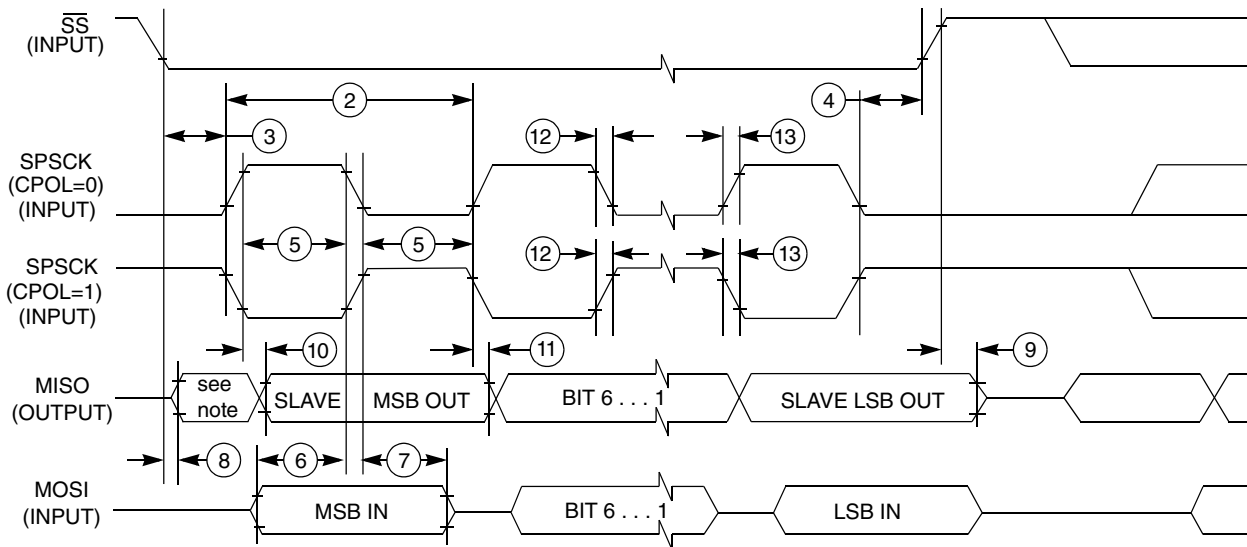 SS
(INPUT)
2
4
3
12
13
SPSCK
(CPOL=0)
(INPUT)
5
5
12
13
SPSCK
(CPOL=1)
(INPUT)
10
11
9
MISO
(OUTPUT)
see
note
SLAVE
MSB OUT
BIT 6 . . . 1
SLAVE LSB OUT
8
6
7
MOSI
(INPUT)
MSB IN
BIT 6 . . . 1
LSB IN